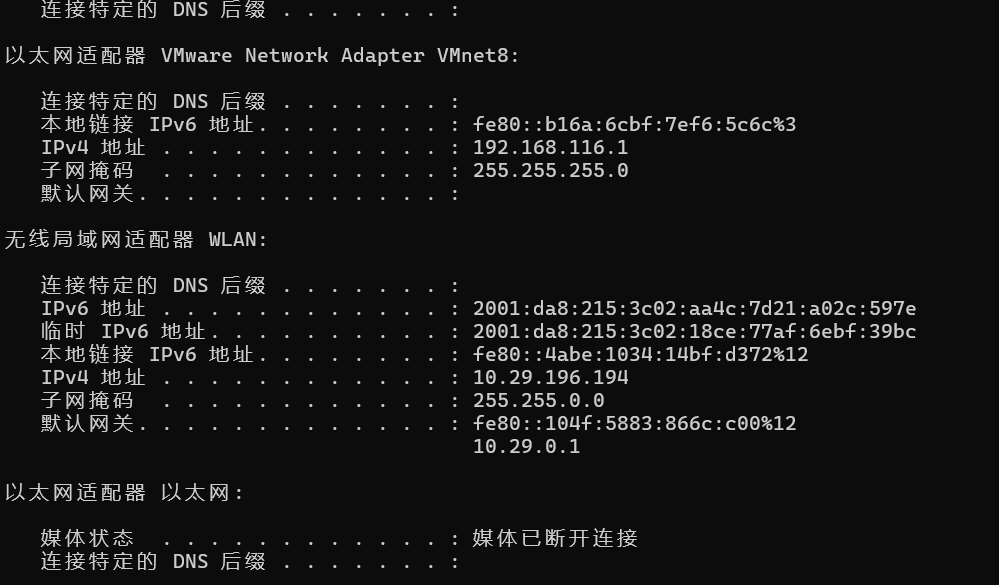 连接特定的 DNS 后缀 . . . . . . . :
以太网适配器 VMware Network Adapter VMnet8:
连接特定的 DNS 后缀 . . . . . . . :
本地链接 IPv6 地址. . . . . . . . : fe80::b16a:6cbf:7ef6:5c6c%3
IPv4 地址 . . . . . . . . . . . . : 192.168.116.1
子网掩码  . . . . . . . . . . . . : 255.255.255.0
默认网关. . . . . . . . . . . . . :
无线局域网适配器 WLAN:
连接特定的 DNS 后缀 . . . . . . . :
IPv6 地址 . . . . . . . . . . . . : 2001:da8:215:3c02:aa4c:7d21:a02c:597e
临时 IPv6 地址. . . . . . . . . . : 2001:da8:215:3c02:18ce:77af:6ebf:39bc
本地链接 IPv6 地址. . . . . . . . : fe80::4abe:1034:14bf:d372%12
IPv4 地址 . . . . . . . . . . . . : 10.29.196.194
子网掩码  . . . . . . . . . . . . : 255.255.0.0
默认网关. . . . . . . . . . . . . : fe80::104f:5883:866c:c00%12
10.29.0.1
以太网适配器 以太网:
媒体状态  . . . . . . . . . . . . : 媒体已断开连接
连接特定的 DNS 后缀 . . . . . . . :